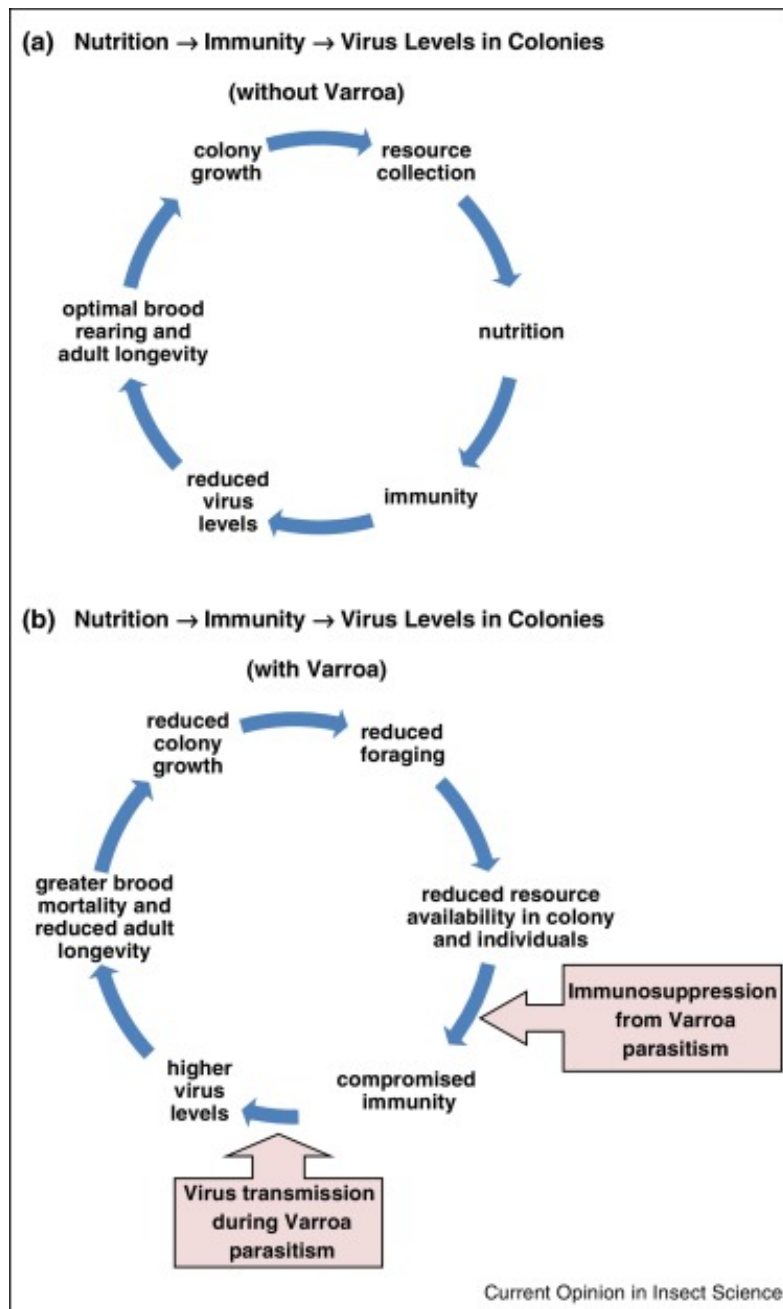 (a) Nutrition → Immunity → Virus Levels in Colonies
(without Varroa)
colony
growth
resource
collection
nutrition
immunity
reduced
virus
levels
optimal brood
rearing and
adult longevity
(b) Nutrition → Immunity → Virus Levels in Colonies
(with Varroa)
reduced
colony
growth
reduced
foraging
reduced resource
availability in colony
and individuals
Immunosuppression
from Varroa
parasitism
compromised
immunity
higher
virus
levels
Virus transmission
during Varroa
parasitism
greater brood
mortality and
reduced adult
longevity
Current Opinion in Insect Science